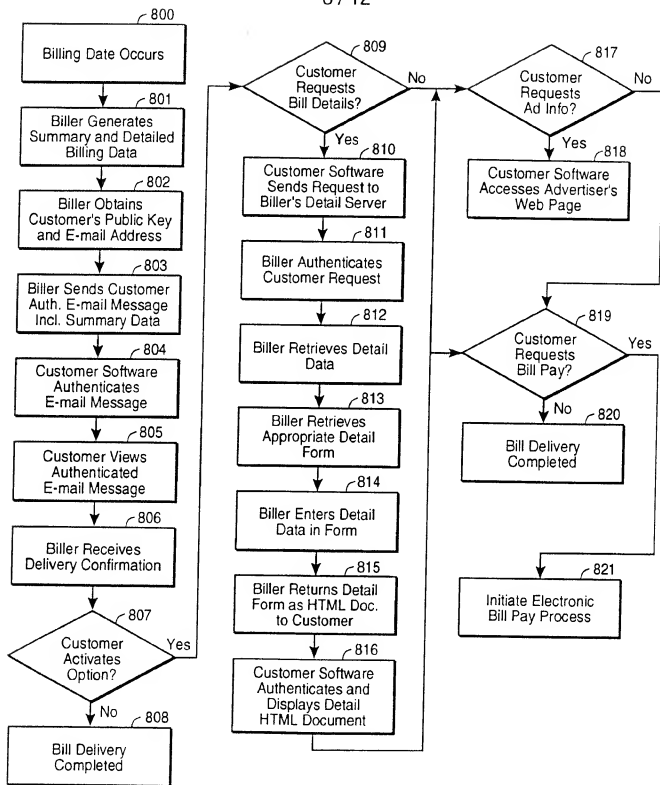 800
Billing Date Occurs
801
Biller Generates
Summary and Detailed
Billing Data
802
Biller Obtains
Customer's Public Key
and E-mail Address
803
Biller Sends Customer
Auth. E-mail Message
Incl. Summary Data
804
Customer Software
Authenticates
E-mail Message
805
Customer Views
Authenticated
E-mail Message
806
Biller Receives
Delivery Confirmation
807
Customer
Activates
Option?
Yes
No
808
Bill Delivery
Completed
809
Customer
Requests
Bill Details?
No
Yes
810
Customer Software
Sends Request to
Biller's Detail Server
811
Biller Authenticates
Customer Request
812
Biller Retrieves Detail
Data
813
Biller Retrieves
Appropriate Detail
Form
814
Biller Enters Detail
Data in Form
815
Biller Returns Detail
Form as HTML Doc.
to Customer
816
Customer Software
Authenticates and
Displays Detail
HTML Document
817
Customer
Requests
Ad Info?
No
Yes
818
Customer Software
Accesses Advertiser's
Web Page
819
Customer
Requests
Bill Pay?
Yes
No
820
Bill Delivery
Completed
821
Initiate Electronic
Bill Pay Process